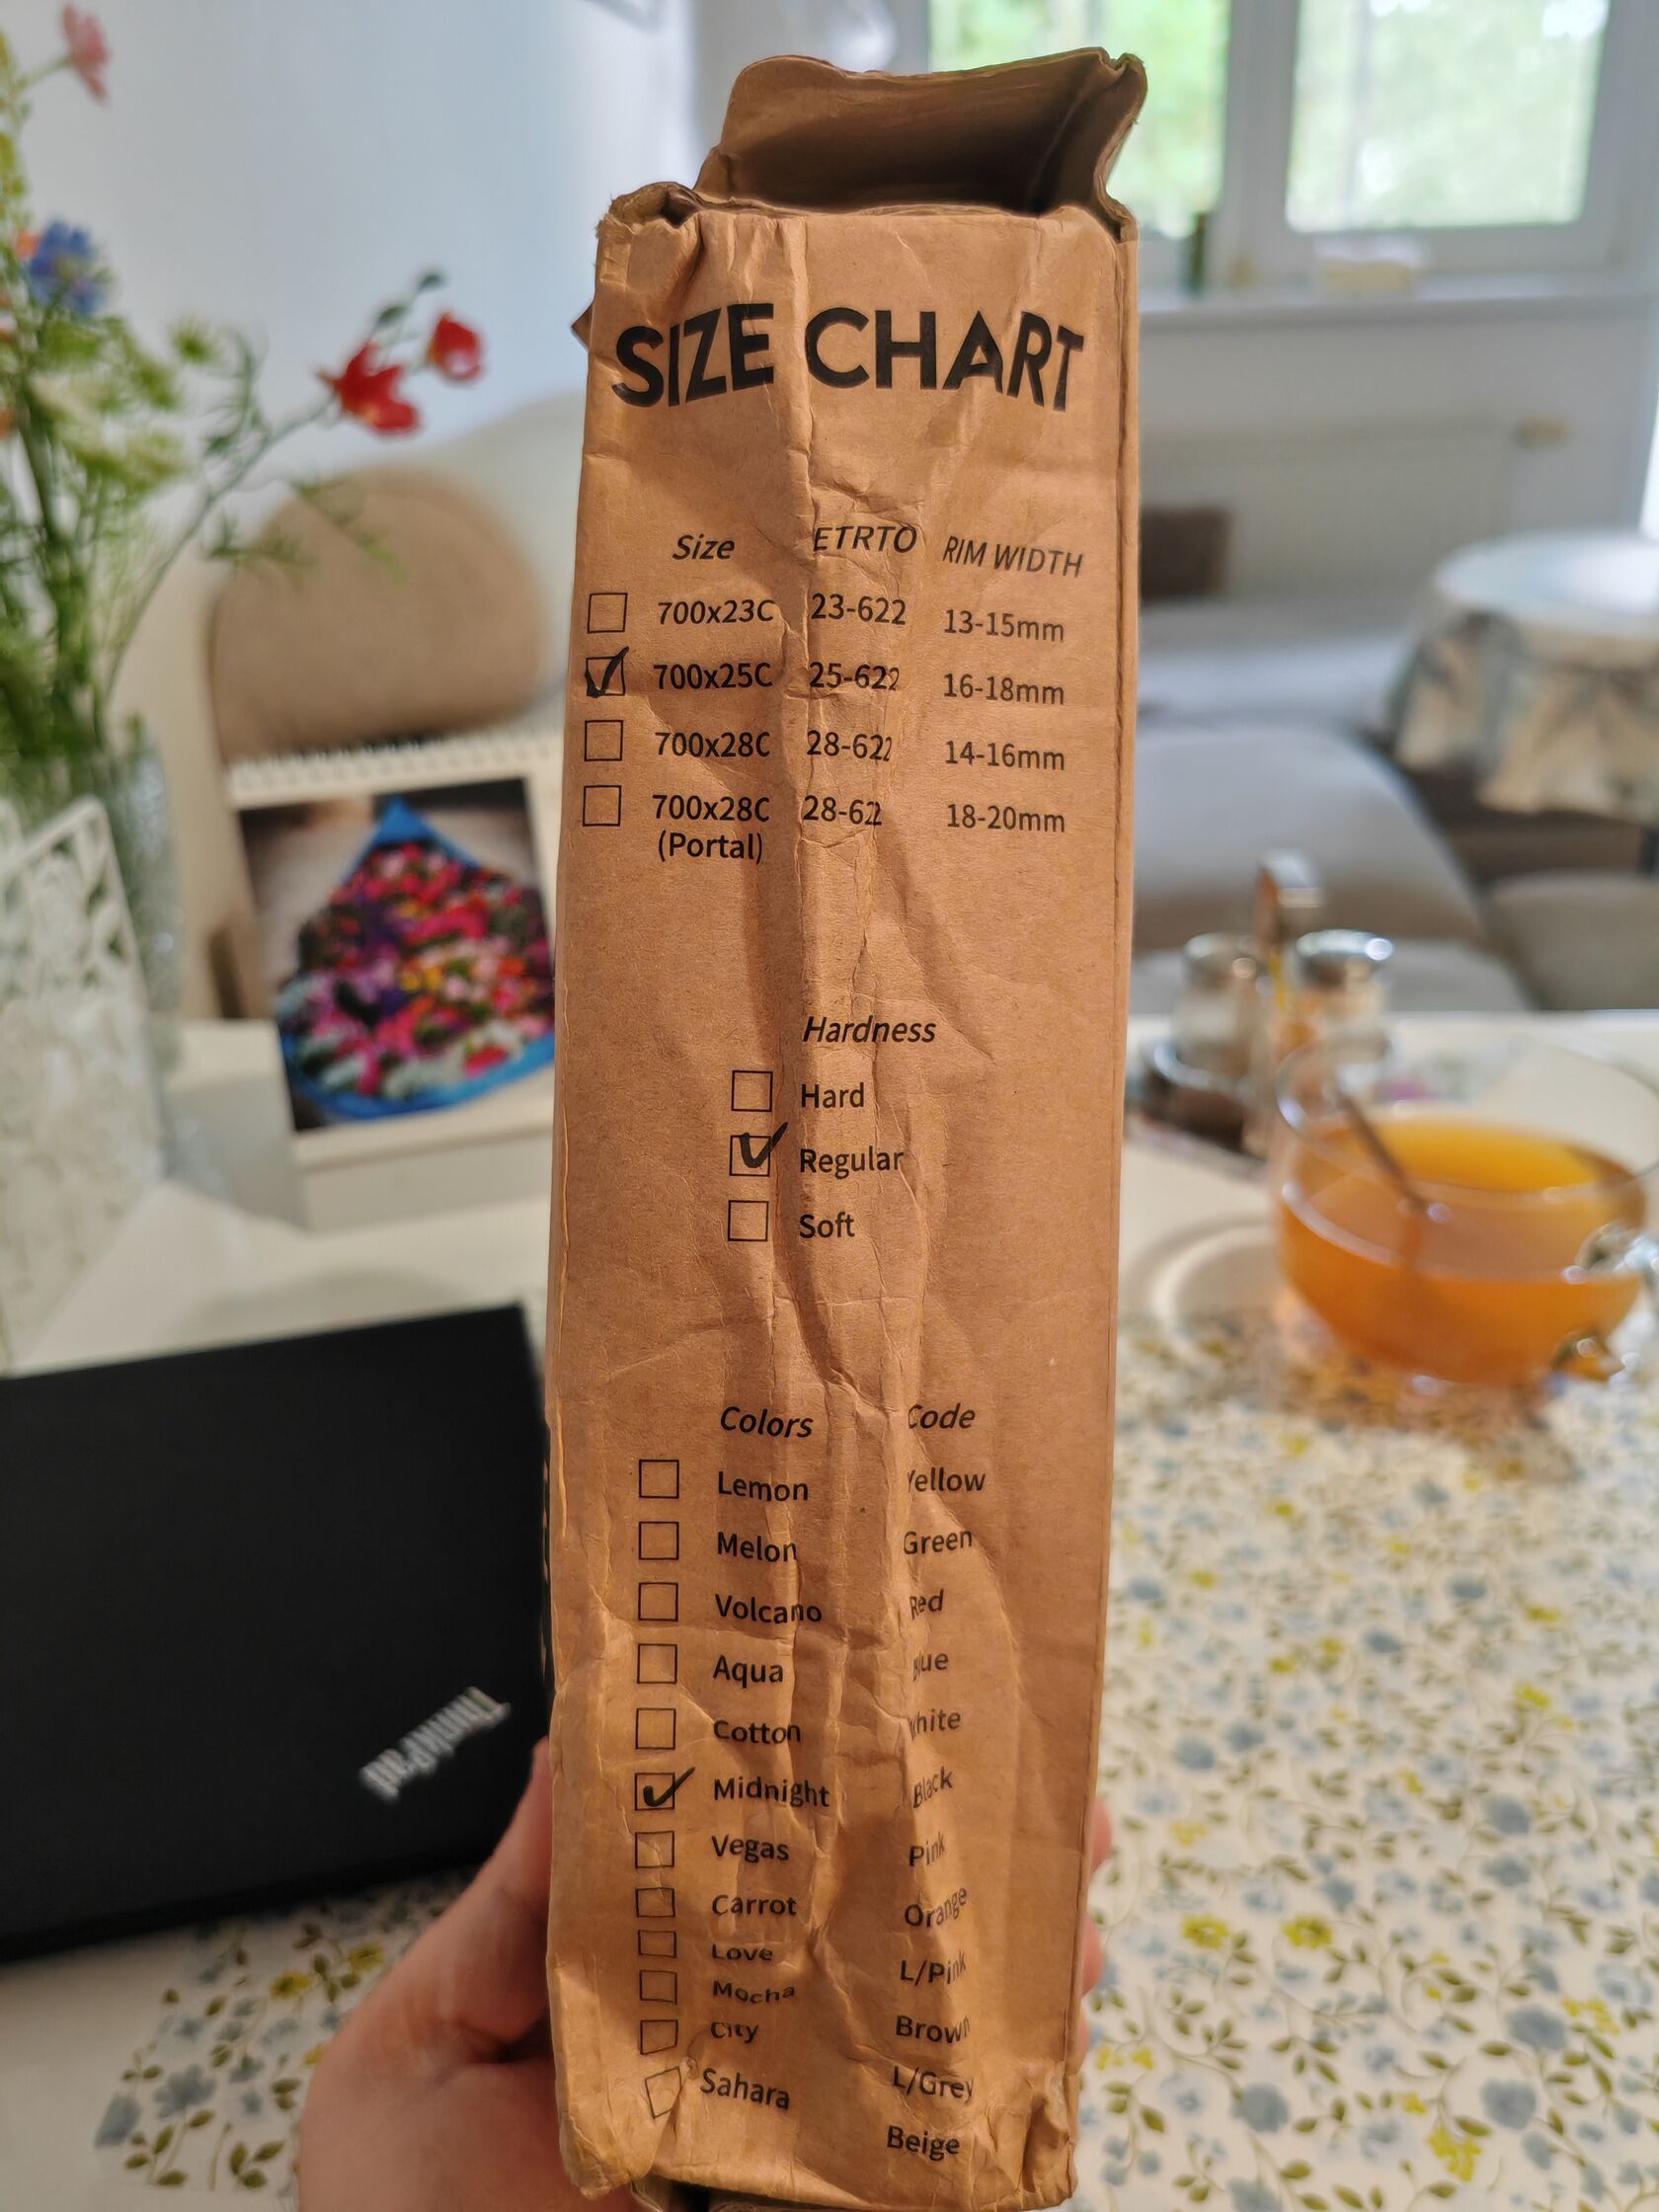 SIZE CHART
Size ETRTO RIM WIDTH
700x23C 23-622 13-15mm
700x25C 25-622 16-18mm
700x28C 28-622 14-16mm
700x28C 28-622 18-20mm
(Portal)
Hardness
Hard
Regular
Soft
Colors Code
Lemon Yellow
Melon Green
Volcano Red
Aqua Blue
Cotton White
Midnight Black
Vegas Pink
Carrot Orange
Love L/Pink
Mocha Brown
City L/Grey
Sahara Beige
ThinkPad